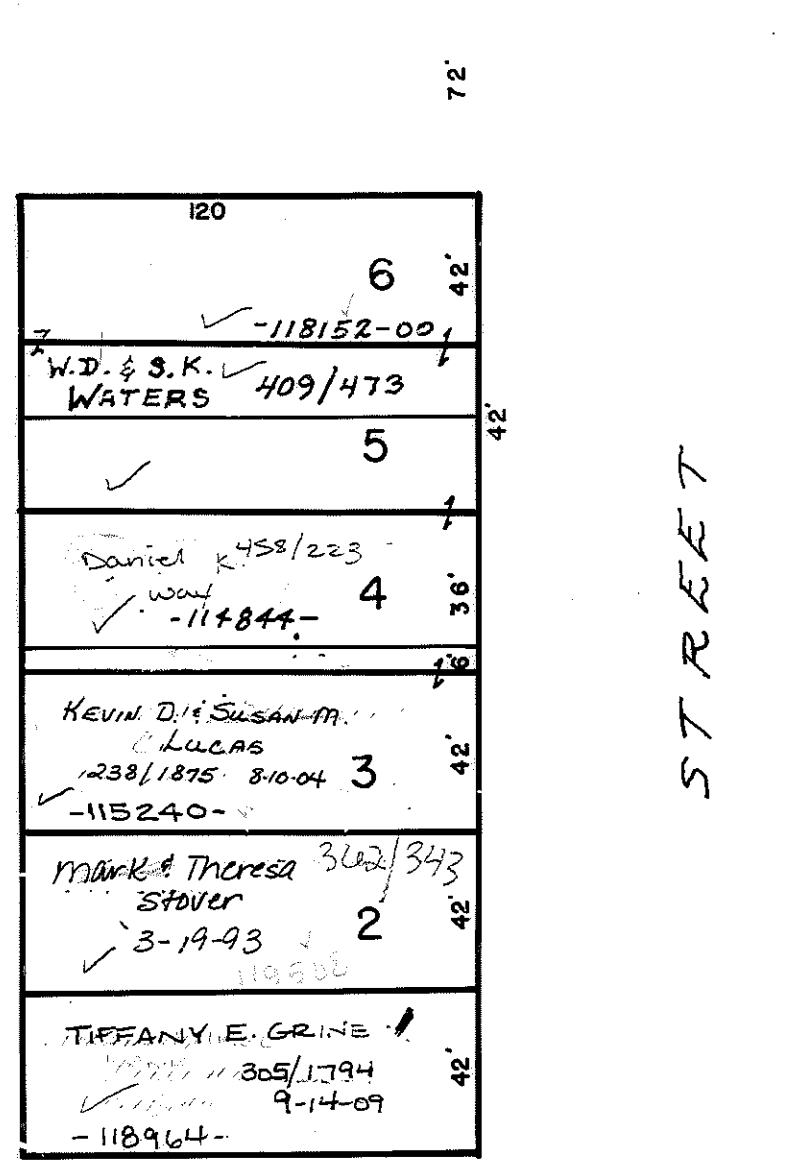 72'
120
6
42'
-118152-00
W.D. & S.K.
WATERS
409/473
42'
5
Daniel K. 458/223
Way
4
36'
-114844-
6'
KEVIN D. & SUSAN M.
LUCAS
238/1875 8-10-04
3
42'
-115240-
Mark & Theresa 362/343
Stover
2
42'
3-19-93
119508
TIFFANY E. GRINE
305/1794
42'
9-14-09
-118964-
STREET